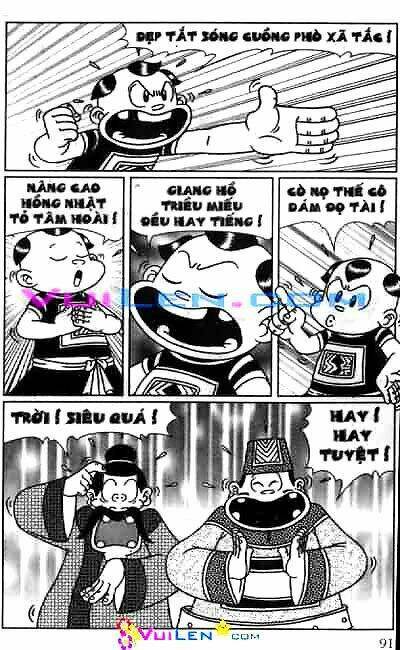 DẸP TẮT SÓNG CUỒNG PHÒ XÃ TẮC !
NÂNG CAO
HỒNG NHẬT
TỎ TÂM HOÀI !
GIANG HỒ
TRIỀU MIẾU
ĐỀU HAY TIẾNG !
CÒ NỌ THẾ CÔ
DÁM ĐỌ TÀI !
VUILEN.COM
TRỜI ! SIÊU QUÁ !
HAY !
HAY
TUYỆT !
91
VUILEN.COM